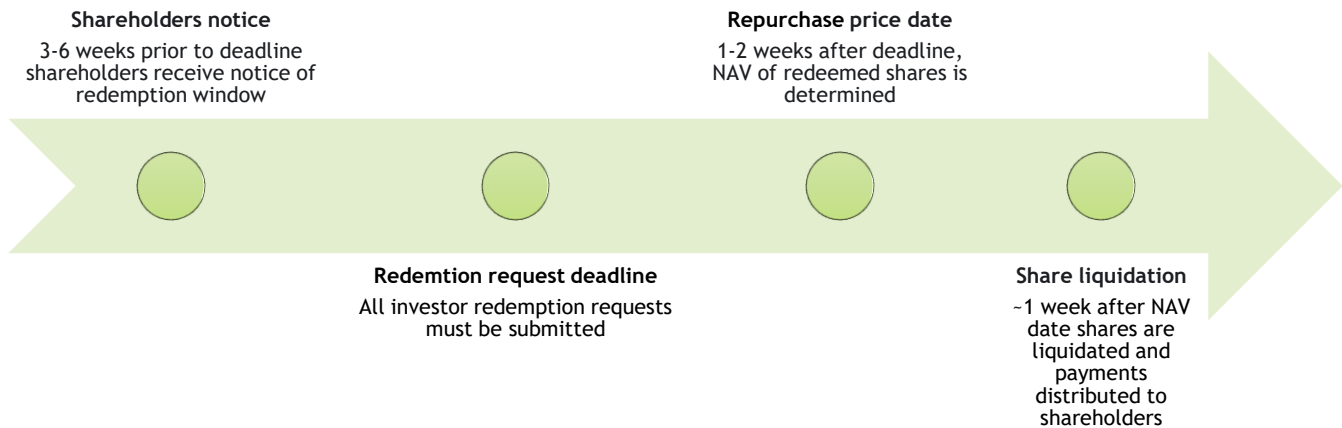 Shareholders notice
3-6 weeks prior to deadline
shareholders receive notice of
redemption window
Redemtion request deadline
All investor redemption requests
must be submitted
Repurchase price date
1-2 weeks after deadline,
NAV of redeemed shares is
determined
Share liquidation
~1 week after NAV
date shares are
liquidated and
payments
distributed to
shareholders